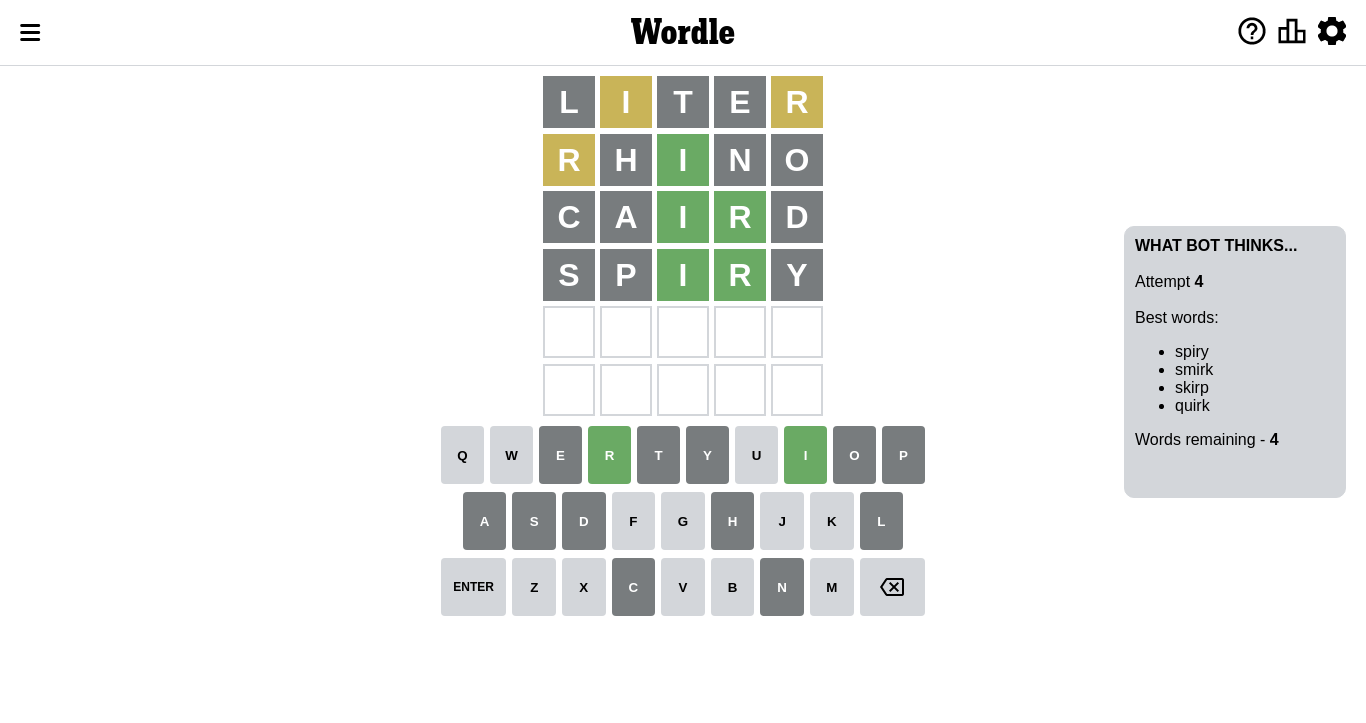 Wordle
L I T E R
R H I N O
C A I R D
S P I R Y
WHAT BOT THINKS...
Attempt 4
Best words:
spiry
smirk
skirp
quirk
Words remaining - 4
Q W E R T Y U I O P
A S D F G H J K L
ENTER Z X C V B N M